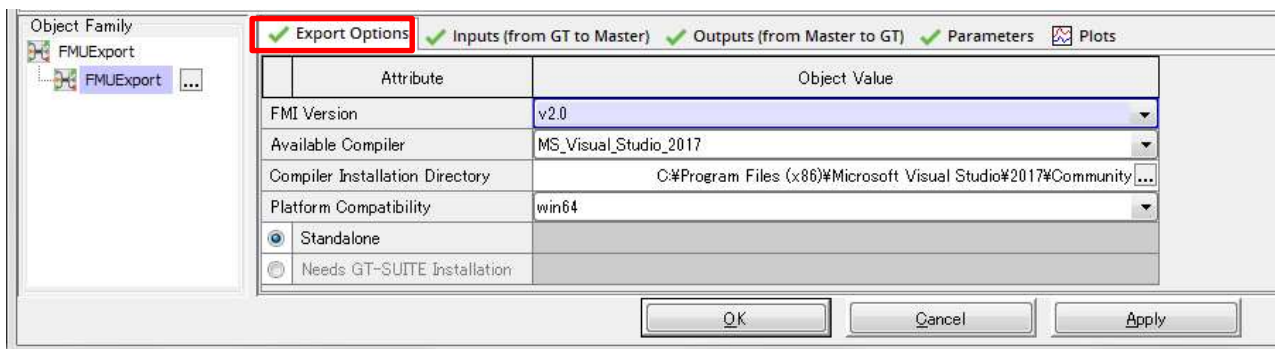 Object Family
FMUExport
FMUExport ...
Export Options Inputs (from GT to Master) Outputs (from Master to GT) Parameters Plots
Attribute Object Value
FMI Version v2.0
Available Compiler MS_Visual_Studio_2017
Compiler Installation Directory C:¥Program Files (x86)¥Microsoft Visual Studio¥2017¥Community ...
Platform Compatibility win64
Standalone
Needs GT-SUITE Installation
OK Cancel Apply